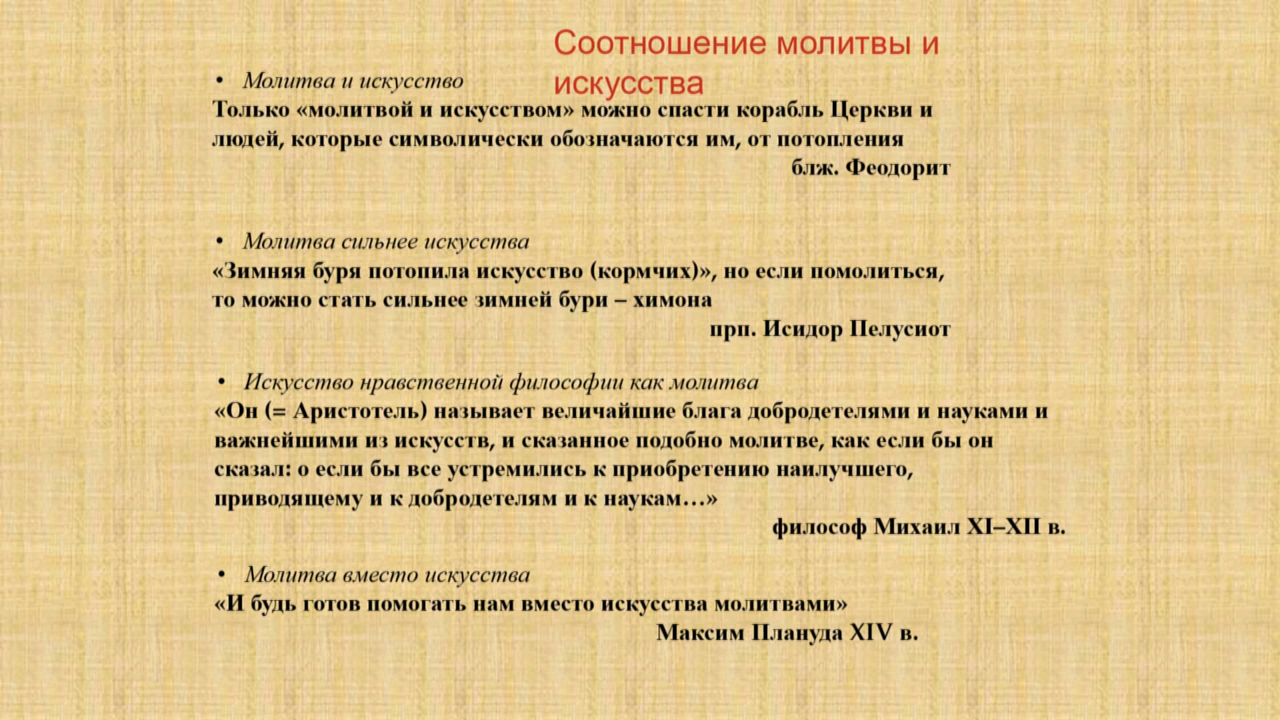 Соотношение молитвы и
искусства
• Молитва и искусство
Только «молитвой и искусством» можно спасти корабль Церкви и
людей, которые символически обозначаются им, от потопления
блж. Феодорит
• Молитва сильнее искусства
«Зимняя буря потопила искусство (кормчих)», но если помолиться,
то можно стать сильнее зимней бури – химона
прп. Исидор Пелусиот
• Искусство нравственной философии как молитва
«Он (= Аристотель) называет величайшие блага добродетелями и науками и
важнейшими из искусств, и сказанное подобно молитве, как если бы он
сказал: о если бы все устремились к приобретению наилучшего,
приводящему и к добродетелям и к наукам…»
философ Михаил XI–XII в.
• Молитва вместо искусства
«И будь готов помогать нам вместо искусства молитвами»
Максим Плануда XIV в.